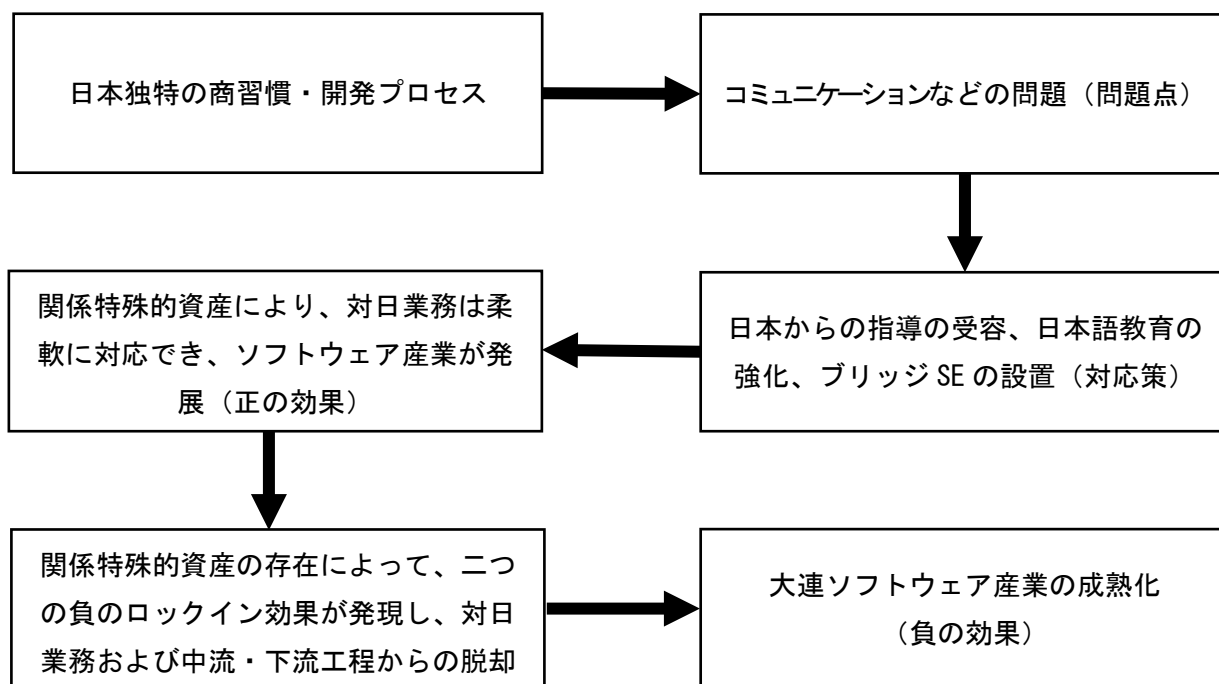 日本独特の商習慣・開発プロセス
コミュニケーションなどの問題（問題点）
日本からの指導の受容、日本語教育の
強化、ブリッジ SE の設置（対応策）
関係特殊的資産により、対日業務は柔
軟に対応でき、ソフトウェア産業が発
展（正の効果）
関係特殊的資産の存在によって、二つ
の負のロックイン効果が発現し、対日
業務および中流・下流工程からの脱却
大連ソフトウェア産業の成熟化
（負の効果）